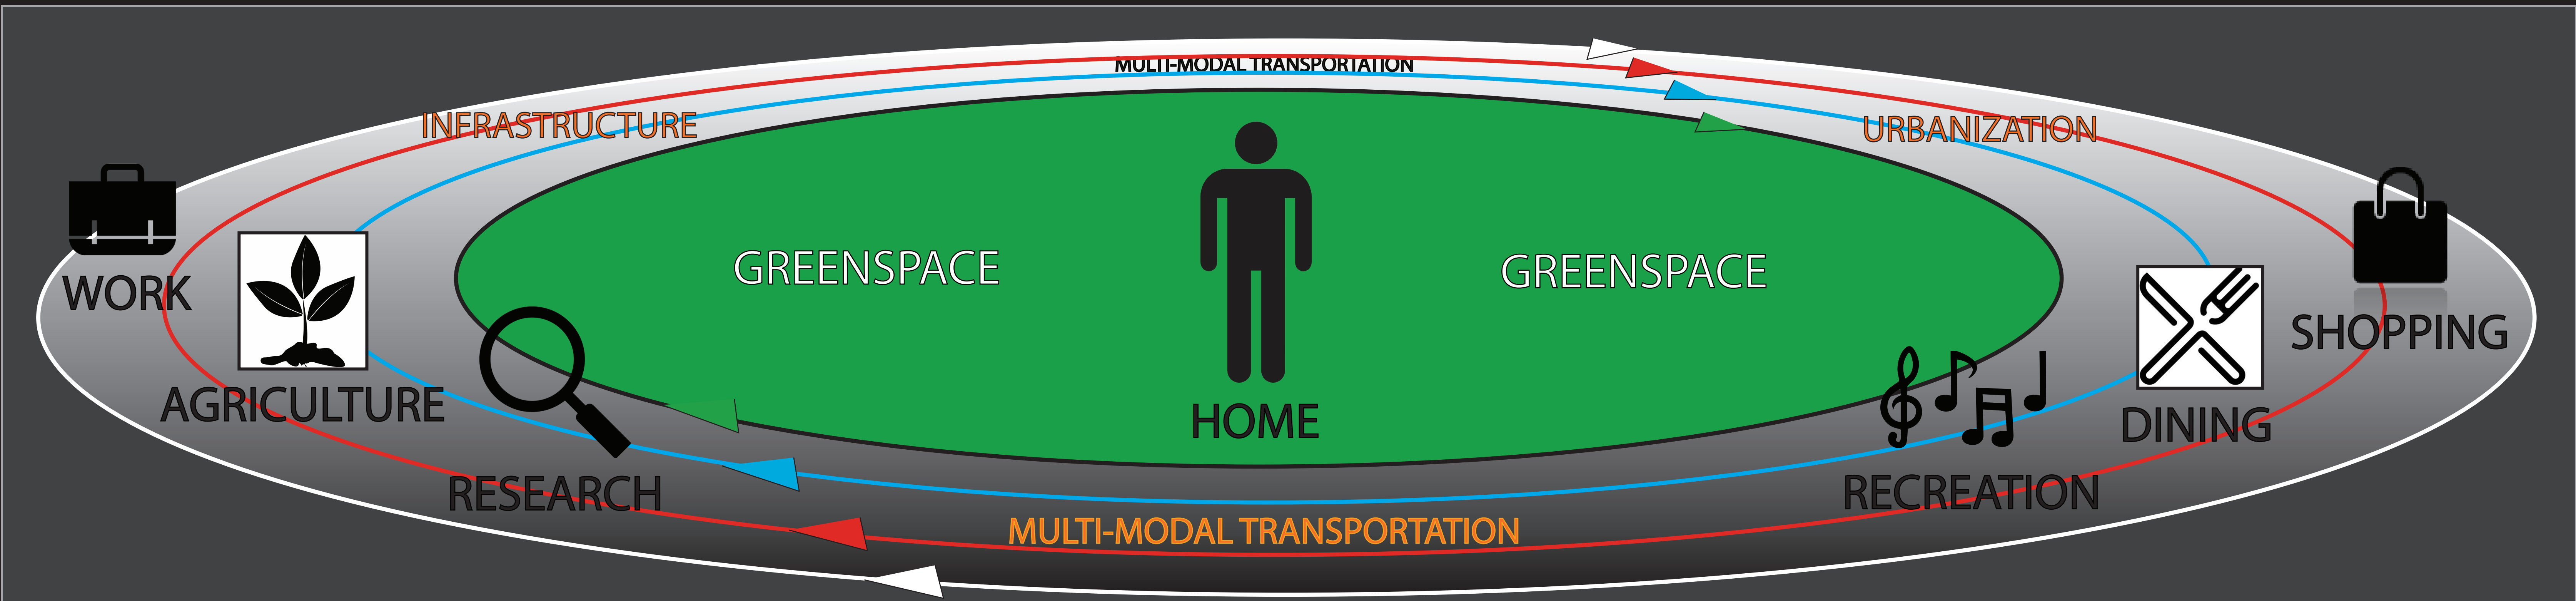 MULTI-MODAL TRANSPORTATION
INFRASTRUCTURE
URBANIZATION
WORK
GREENSPACE
GREENSPACE
SHOPPING
AGRICULTURE
HOME
DINING
RESEARCH
RECREATION
MULTI-MODAL TRANSPORTATION